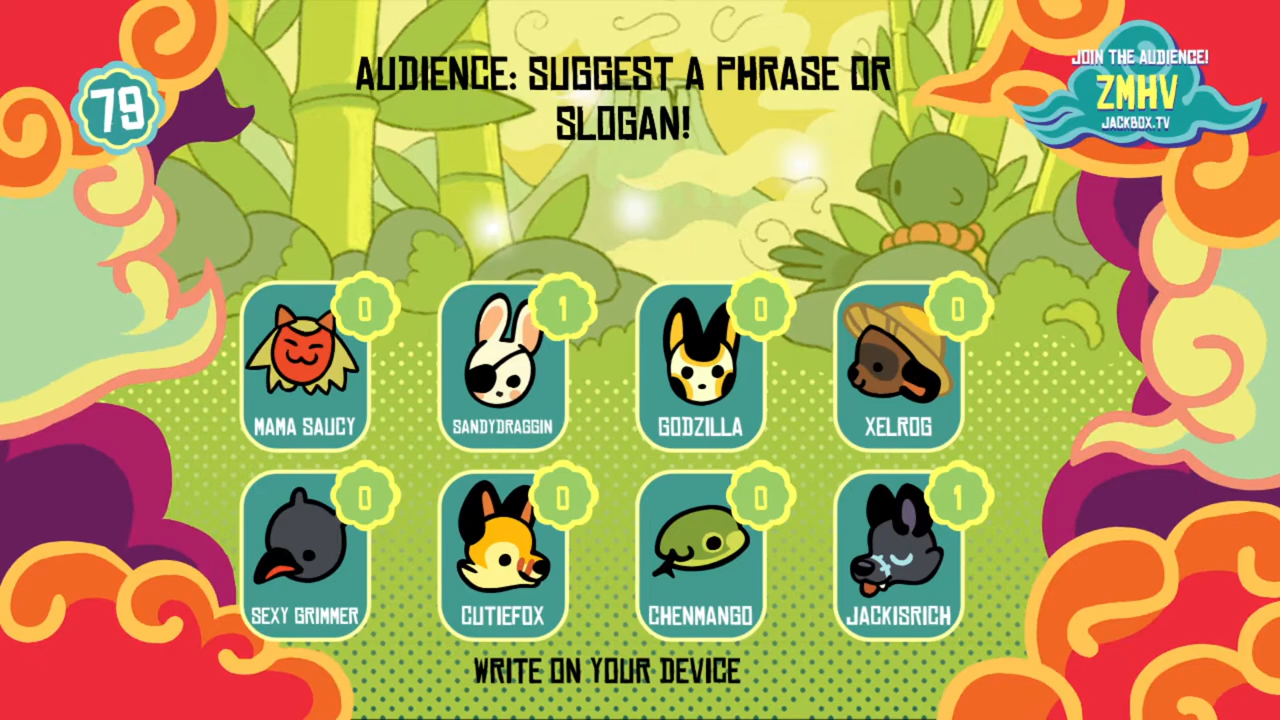 79
AUDIENCE: SUGGEST A PHRASE OR
SLOGAN!
JOIN THE AUDIENCE!
ZMHV
JACKBOX.TV
0
1
0
0
MAMA SAUCY
SANDYDRAGGIN
GODZILLA
XELROG
0
0
0
1
SEXY GRIMMER
CUTIEFOX
CHENMANGO
JACKISRICH
WRITE ON YOUR DEVICE